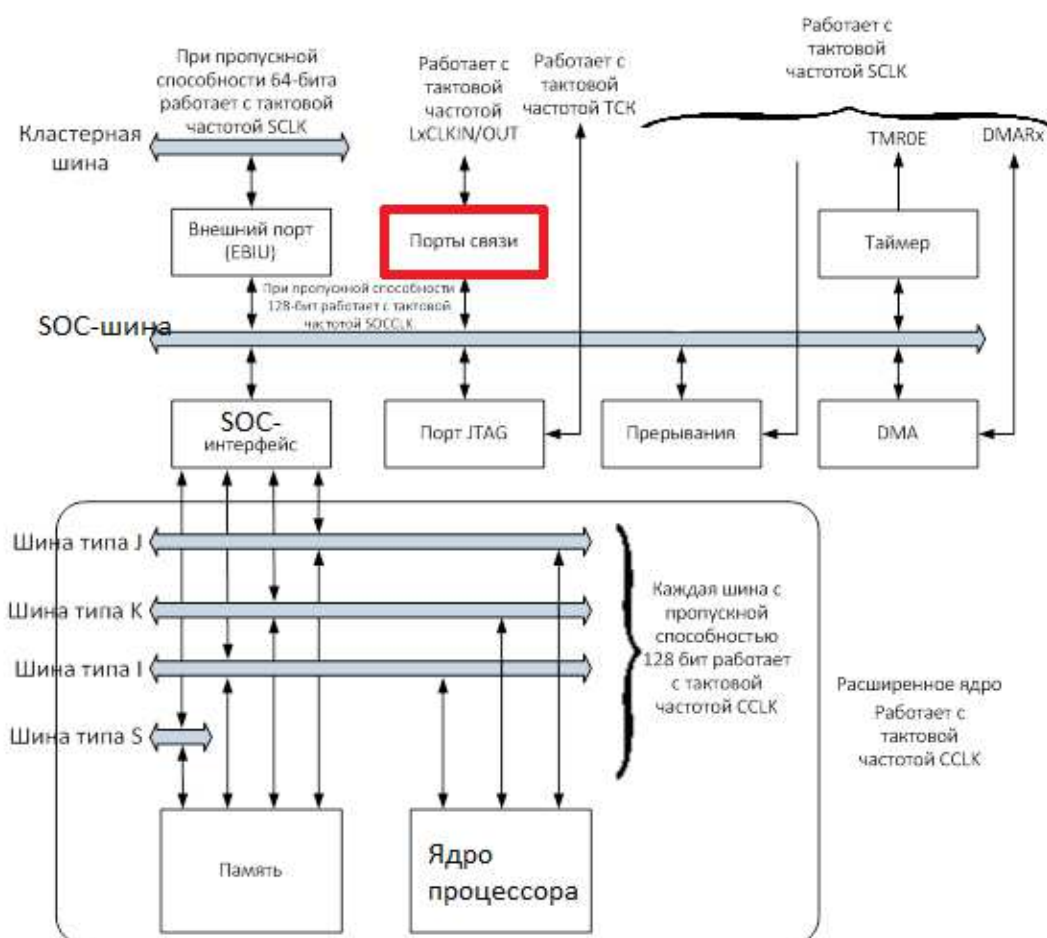 При пропускной
способности 64-бита
работает с тактовой
частотой SCLK
Работает с
тактовой
частотой
LxCLKIN/OUT
Работает с
тактовой
частотой TCK
Работает с
тактовой
частотой SCLK
Кластерная
шина
TMR0E
DMARx
Внешний порт
(EBIU)
Порты связи
Таймер
При пропускной способности
128-бит работает с тактовой
частотой SOCCLK
SOC-шина
SOC-
интерфейс
Порт JTAG
Прерывания
DMA
Шина типа J
Шина типа K
Шина типа I
Шина типа S
Каждая шина с
пропускной
способностью
128 бит работает
с тактовой
частотой CCLK
Расширенное ядро
Работает с
тактовой
частотой CCLK
Память
Ядро
процессора